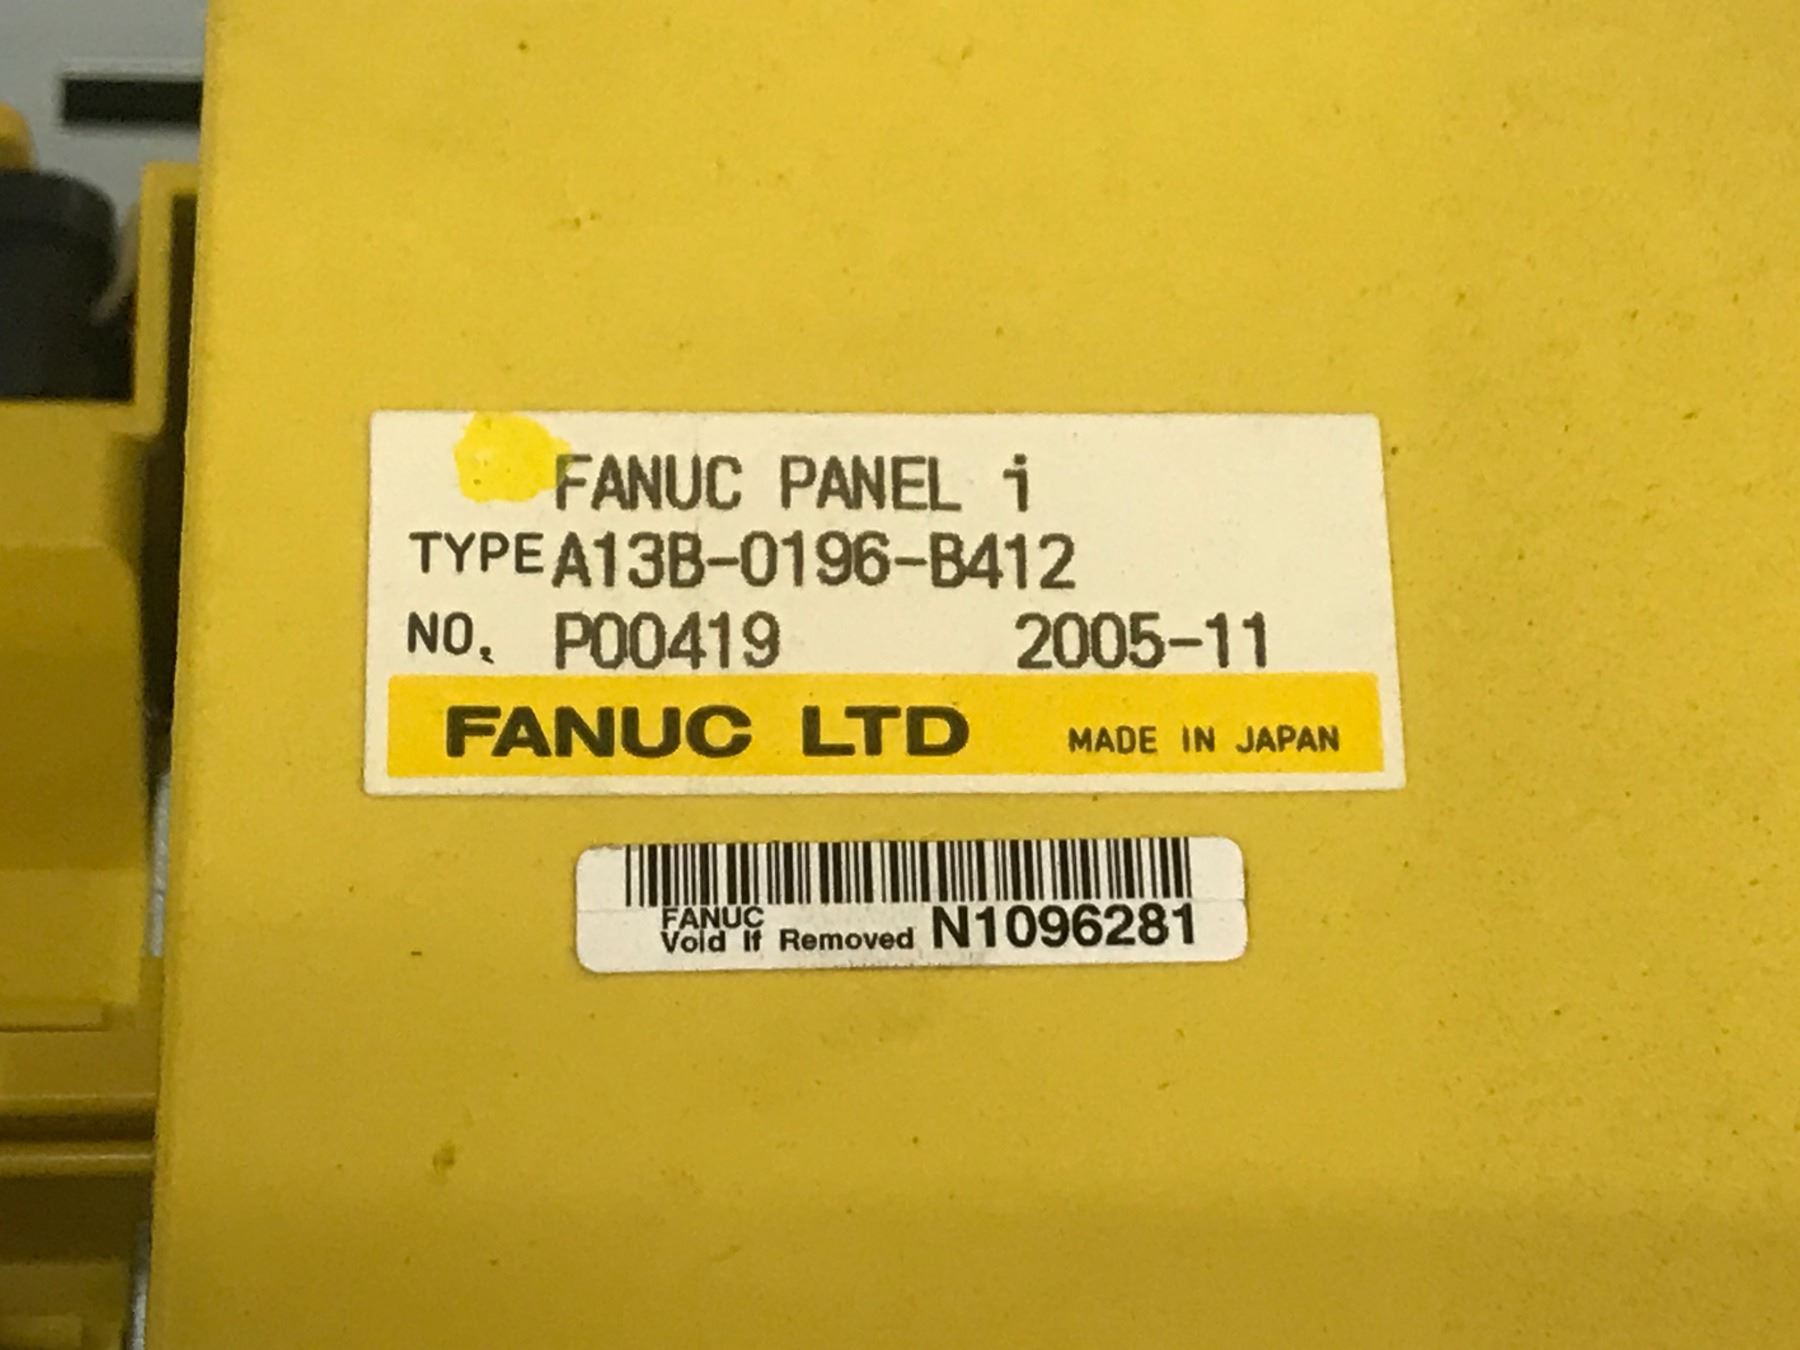 FANUC PANEL i
TYPE A13B-0196-B412
NO. P00419 2005-11
FANUC LTD MADE IN JAPAN
FANUC
Void If Removed N1096281